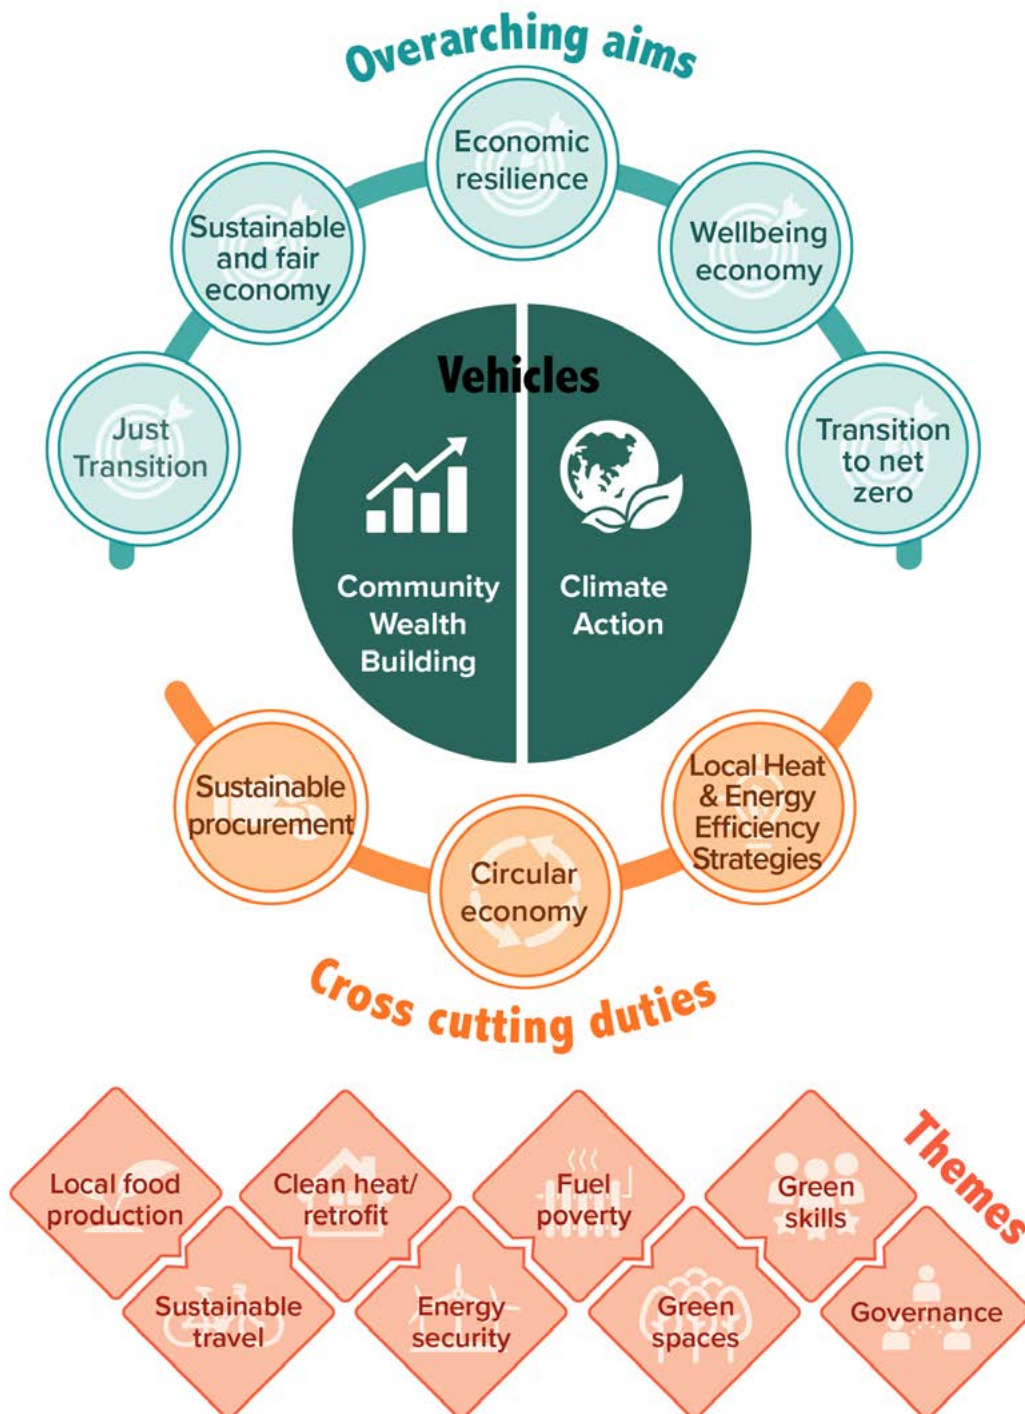 Overarching aims
Economic
resilience
Sustainable
and fair
economy
Wellbeing
economy
Just
Transition
Transition
to net
zero
Vehicles
Community
Wealth
Building
Climate
Action
Sustainable
procurement
Circular
economy
Local Heat
& Energy
Efficiency
Strategies
Cross cutting duties
Themes
Local food
production
Clean heat/
retrofit
Fuel
poverty
Green
skills
Sustainable
travel
Energy
security
Green
spaces
Governance